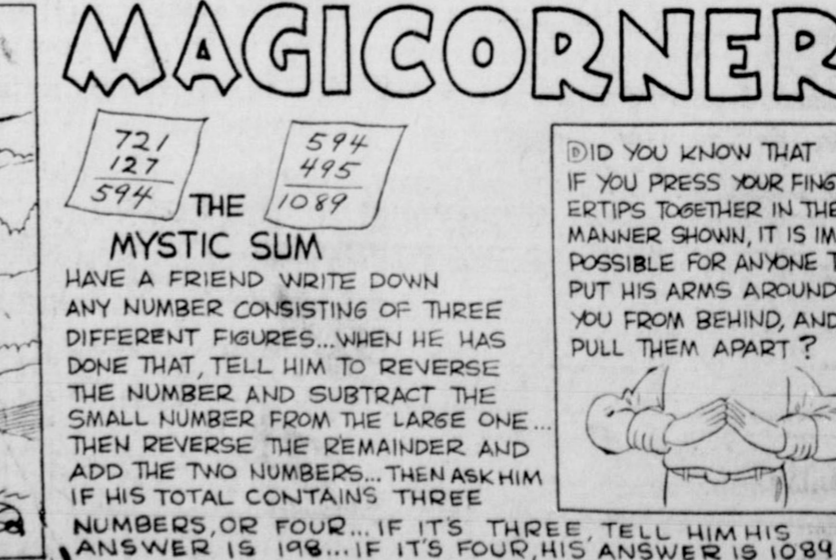 MAGICORNER
721
127
594
594
495
1089
THE
MYSTIC SUM
HAVE A FRIEND WRITE DOWN
ANY NUMBER CONSISTING OF THREE
DIFFERENT FIGURES...WHEN HE HAS
DONE THAT, TELL HIM TO REVERSE
THE NUMBER AND SUBTRACT THE
SMALL NUMBER FROM THE LARGE ONE...
THEN REVERSE THE REMAINDER AND
ADD THE TWO NUMBERS...THEN ASK HIM
IF HIS TOTAL CONTAINS THREE
NUMBERS, OR FOUR...IF IT'S THREE, TELL HIM HIS
ANSWER IS 198...IF IT'S FOUR, HIS ANSWER IS 1089
DID YOU KNOW THAT
IF YOU PRESS YOUR FING
ERTIPS TOGETHER IN THE
MANNER SHOWN, IT IS IM
POSSIBLE FOR ANYONE T
PUT HIS ARMS AROUND
YOU FROM BEHIND, AND
PULL THEM APART?